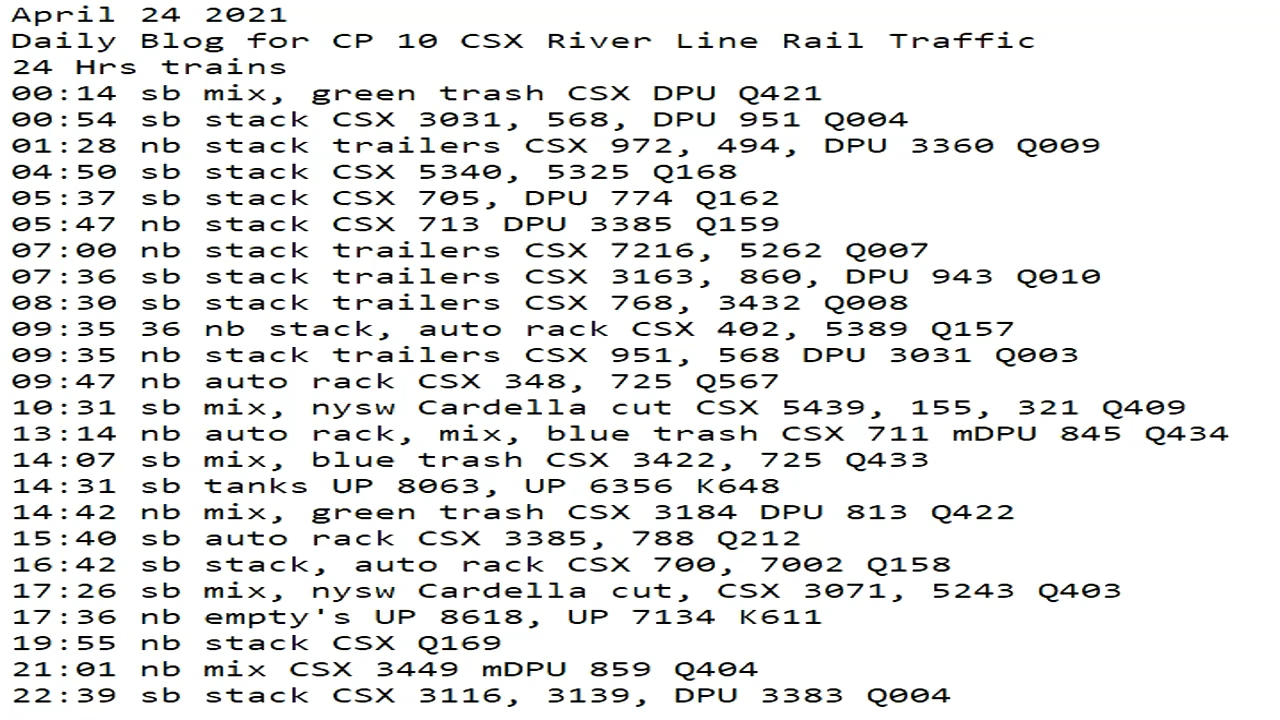 April 24 2021
Daily Blog for CP 10 CSX River Line Rail Traffic
24 Hrs trains
00:14 sb mix, green trash CSX DPU Q421
00:54 sb stack CSX 3031, 568, DPU 951 Q004
01:28 nb stack trailers CSX 972, 494, DPU 3360 Q009
04:50 sb stack CSX 5340, 5325 Q168
05:37 sb stack CSX 705, DPU 774 Q162
05:47 nb stack CSX 713 DPU 3385 Q159
07:00 nb stack trailers CSX 7216, 5262 Q007
07:36 sb stack trailers CSX 3163, 860, DPU 943 Q010
08:30 sb stack trailers CSX 768, 3432 Q008
09:35 36 nb stack, auto rack CSX 402, 5389 Q157
09:35 nb stack trailers CSX 951, 568 DPU 3031 Q003
09:47 nb auto rack CSX 348, 725 Q567
10:31 sb mix, nysw Cardella cut CSX 5439, 155, 321 Q409
13:14 nb auto rack, mix, blue trash CSX 711 mDPU 845 Q434
14:07 sb mix, blue trash CSX 3422, 725 Q433
14:31 sb tanks UP 8063, UP 6356 K648
14:42 nb mix, green trash CSX 3184 DPU 813 Q422
15:40 sb auto rack CSX 3385, 788 Q212
16:42 sb stack, auto rack CSX 700, 7002 Q158
17:26 sb mix, nysw Cardella cut, CSX 3071, 5243 Q403
17:36 nb empty's UP 8618, UP 7134 K611
19:55 nb stack CSX Q169
21:01 nb mix CSX 3449 mDPU 859 Q404
22:39 sb stack CSX 3116, 3139, DPU 3383 Q004